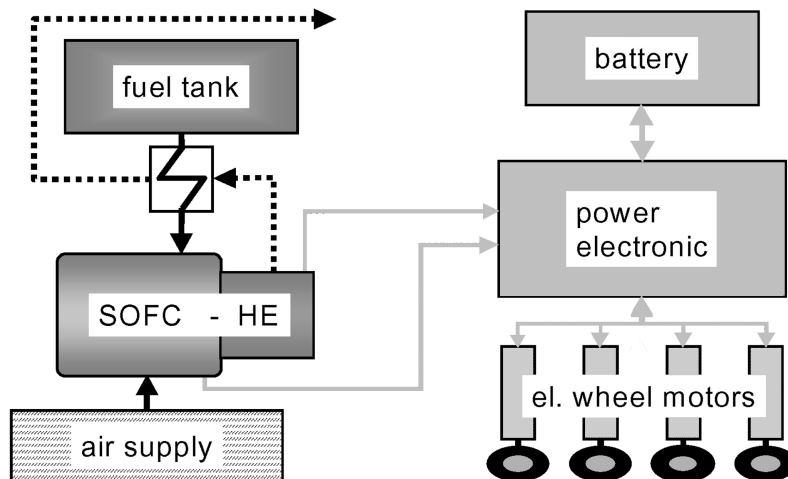 fuel tank
battery
power
electronic
SOFC - HE
el. wheel motors
air supply